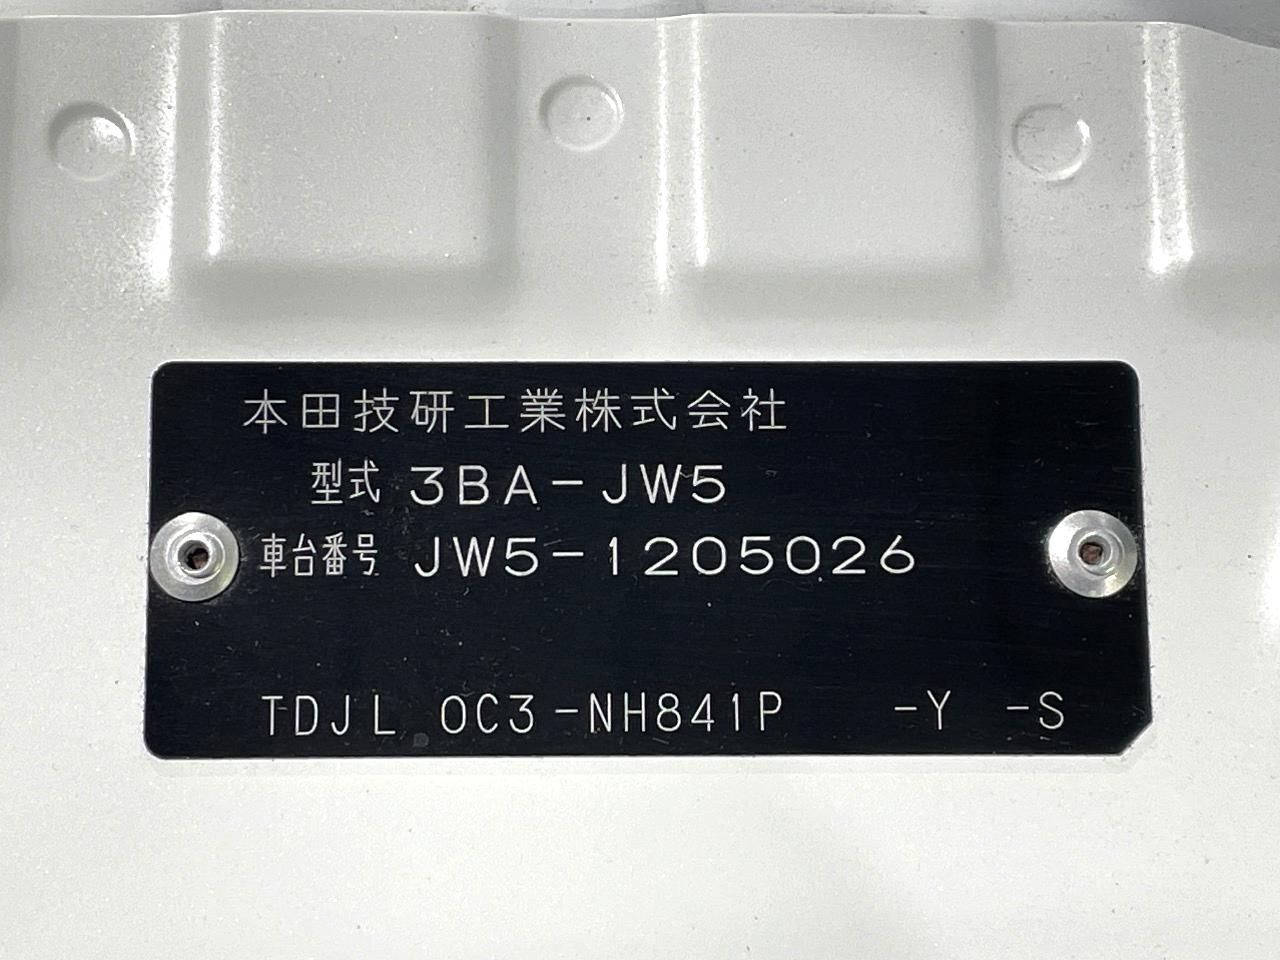 本田技研工業株式会社
型式 3BA-JW5
車台番号 JW5-1205026
TDJL 0C3-NH841P -Y -S